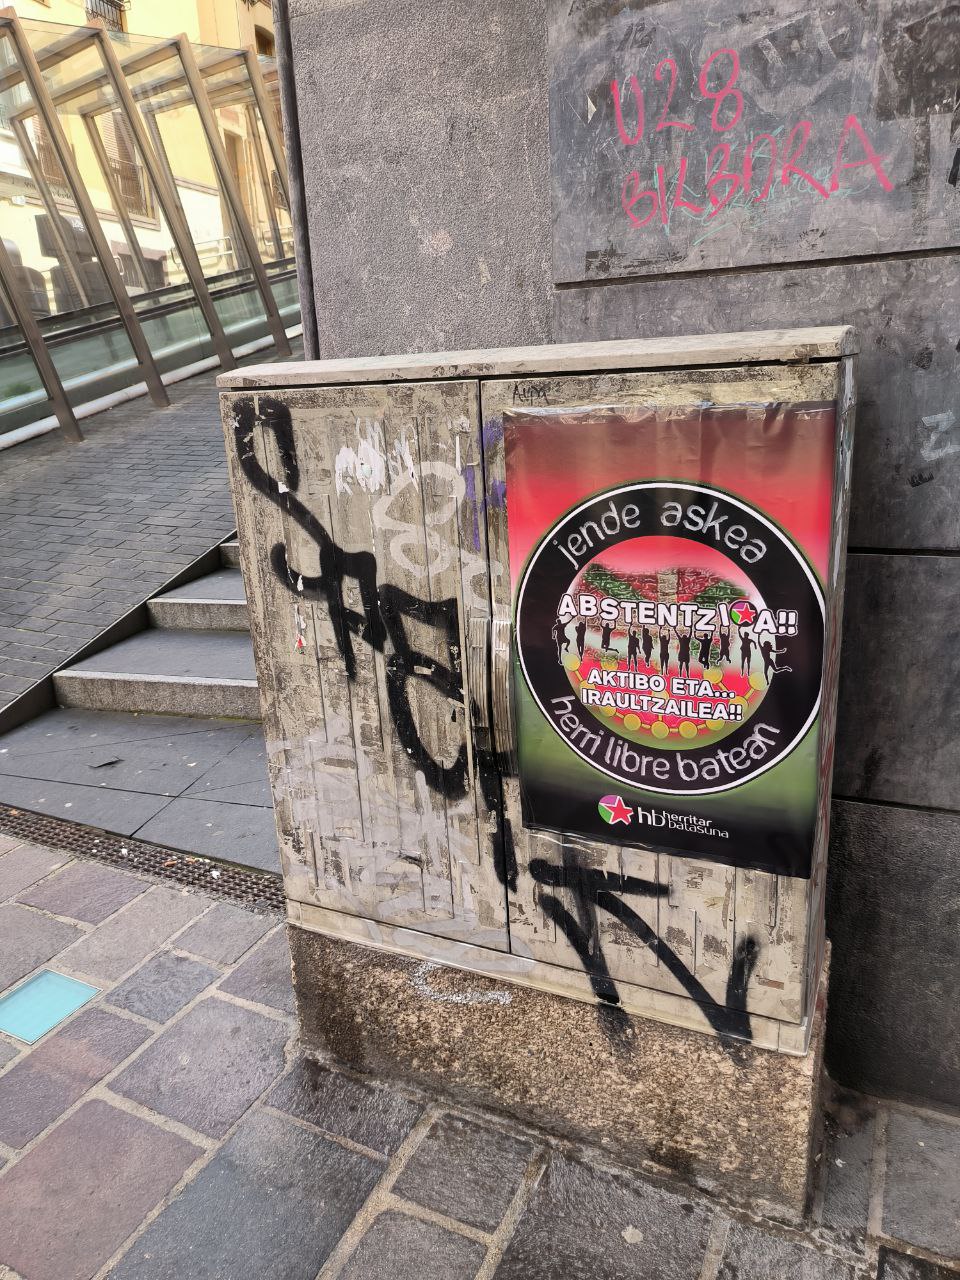 U28
BILBORA
jende askea
ABSTENTZIOA!!
AKTIBO ETA...
IRAULTZAILEA!!
herri libre batean
hb herritar
batasuna